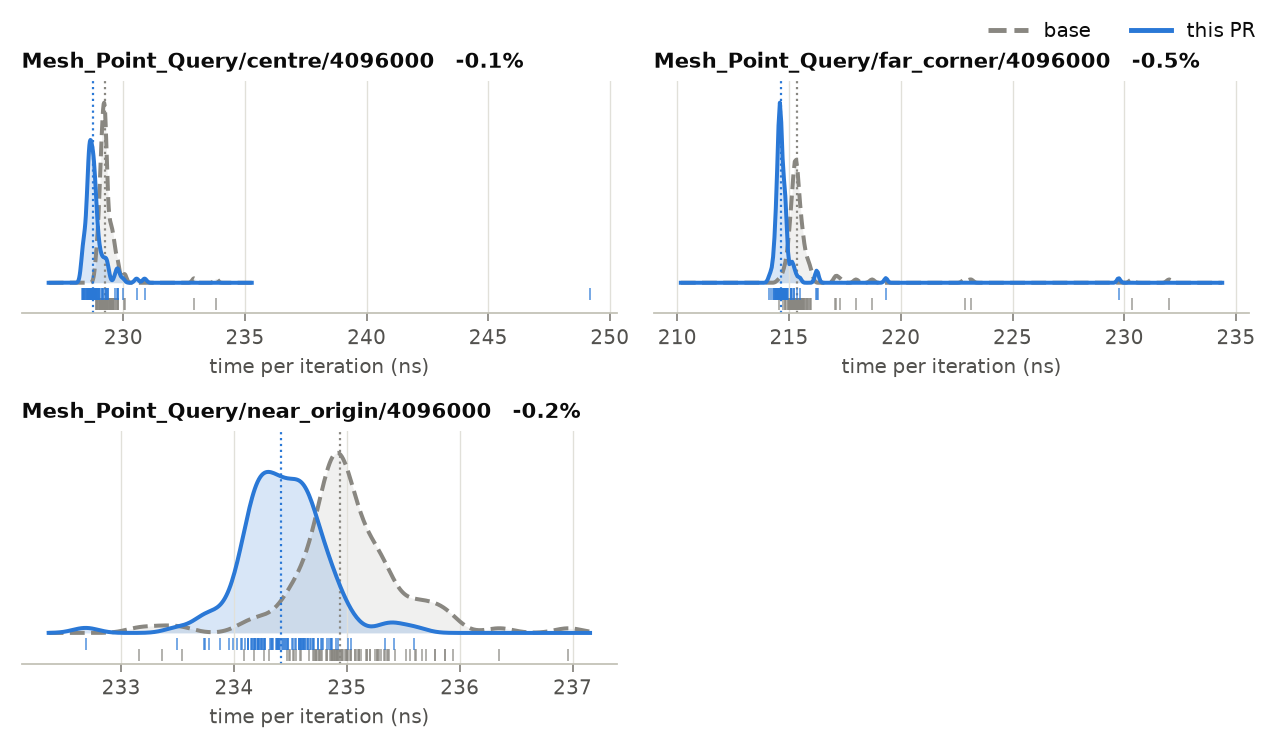 base this PR
Mesh_Point_Query/centre/4096000 -0.1%
230 235 240 245 250
time per iteration (ns)
Mesh_Point_Query/far_corner/4096000 -0.5%
210 215 220 225 230 235
time per iteration (ns)
Mesh_Point_Query/near_origin/4096000 -0.2%
233 234 235 236 237
time per iteration (ns)